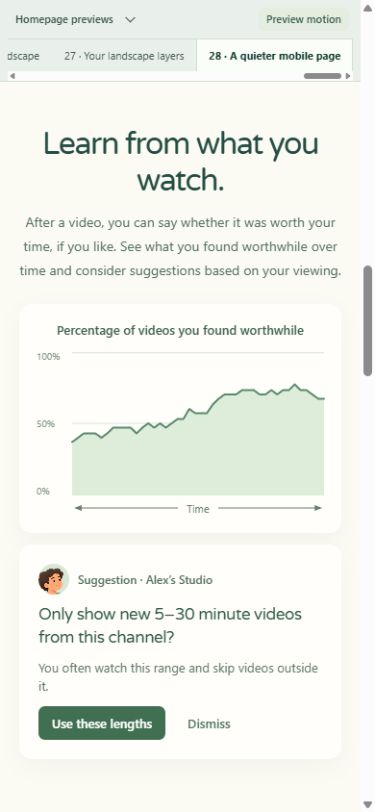 Homepage previews
Preview motion
dscape
27 · Your landscape layers
28 · A quieter mobile page
Learn from what you
watch.
After a video, you can say whether it was worth your
time, if you like. See what you found worthwhile over
time and consider suggestions based on your viewing.
Percentage of videos you found worthwhile
100%
50%
0%
Time
Suggestion · Alex's Studio
Only show new 5–30 minute videos
from this channel?
You often watch this range and skip videos outside
it.
Use these lengths
Dismiss